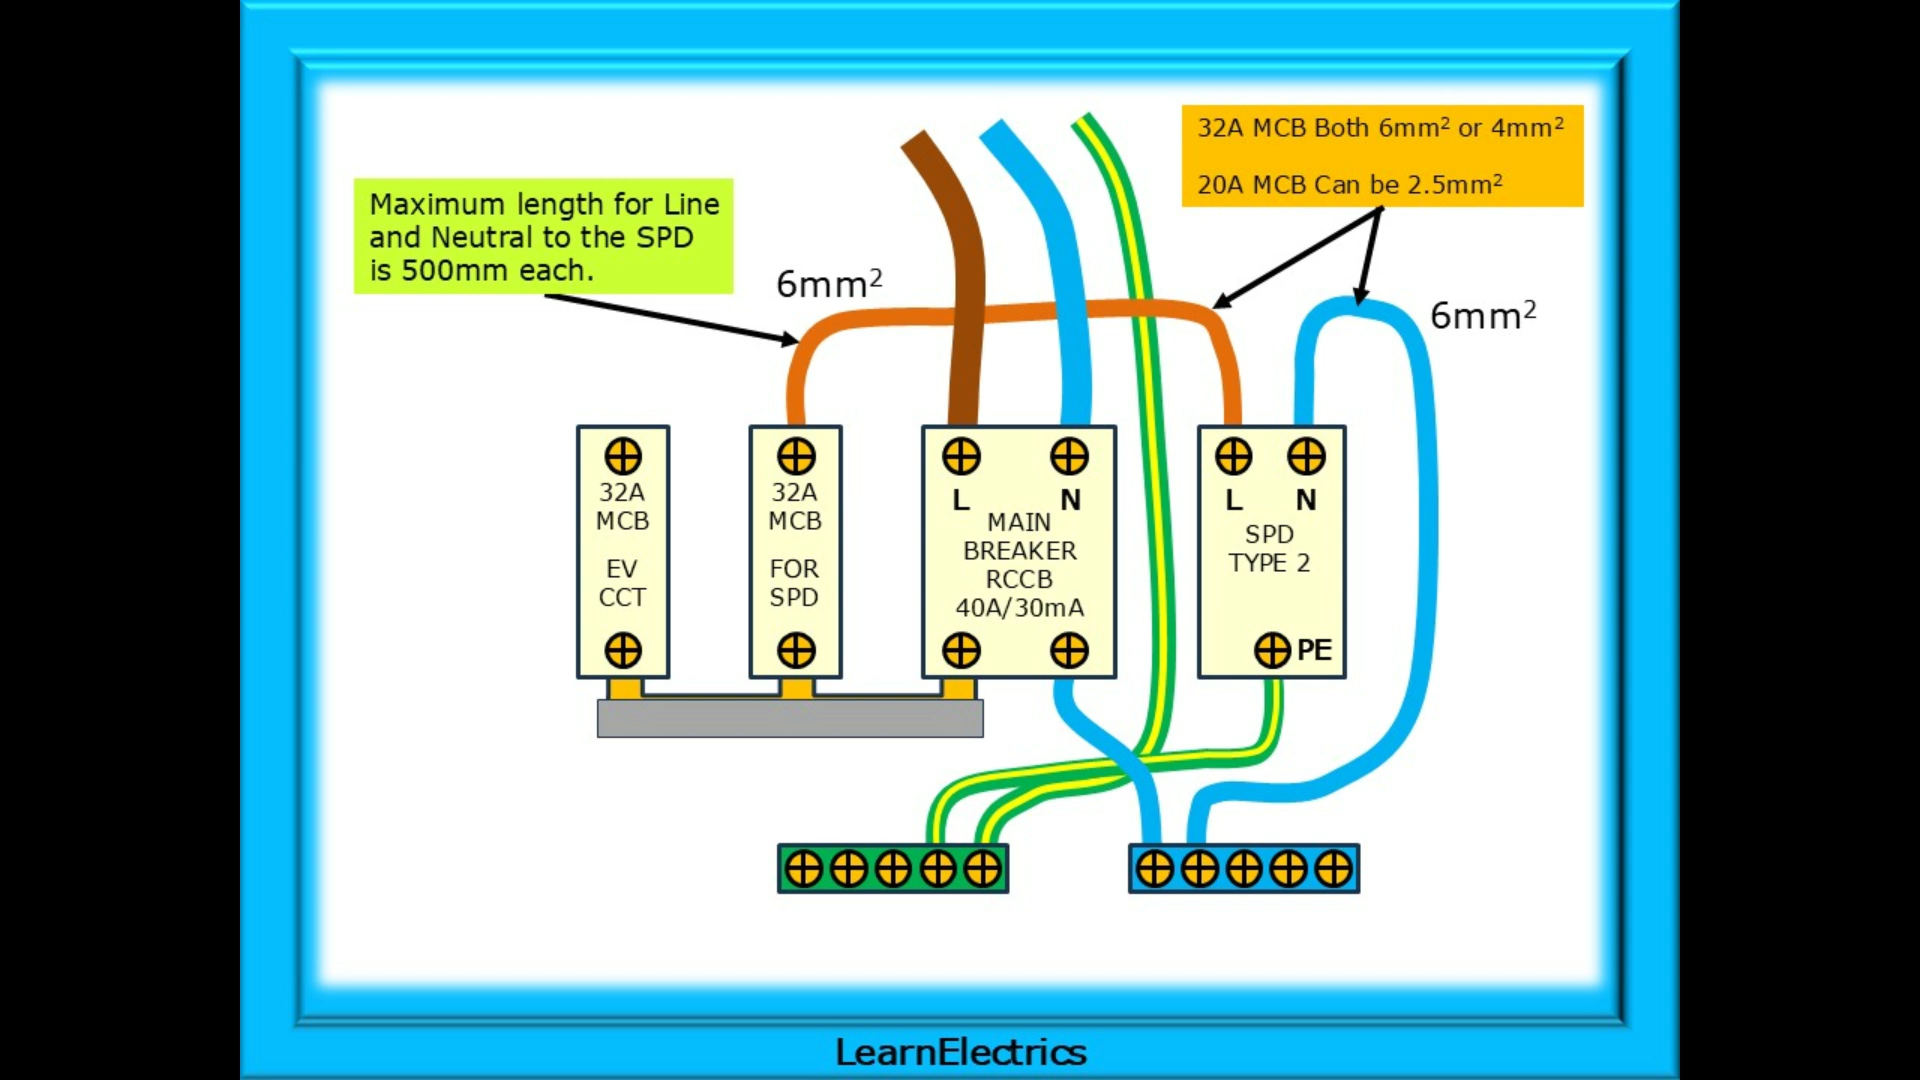 32A MCB Both 6mm² or 4mm²
20A MCB Can be 2.5mm²
Maximum length for Line
and Neutral to the SPD
is 500mm each.
6mm²
6mm²
32A
MCB
EV
CCT
32A
MCB
FOR
SPD
L N
MAIN
BREAKER
RCCB
40A/30mA
L N
SPD
TYPE 2
PE
LearnElectrics